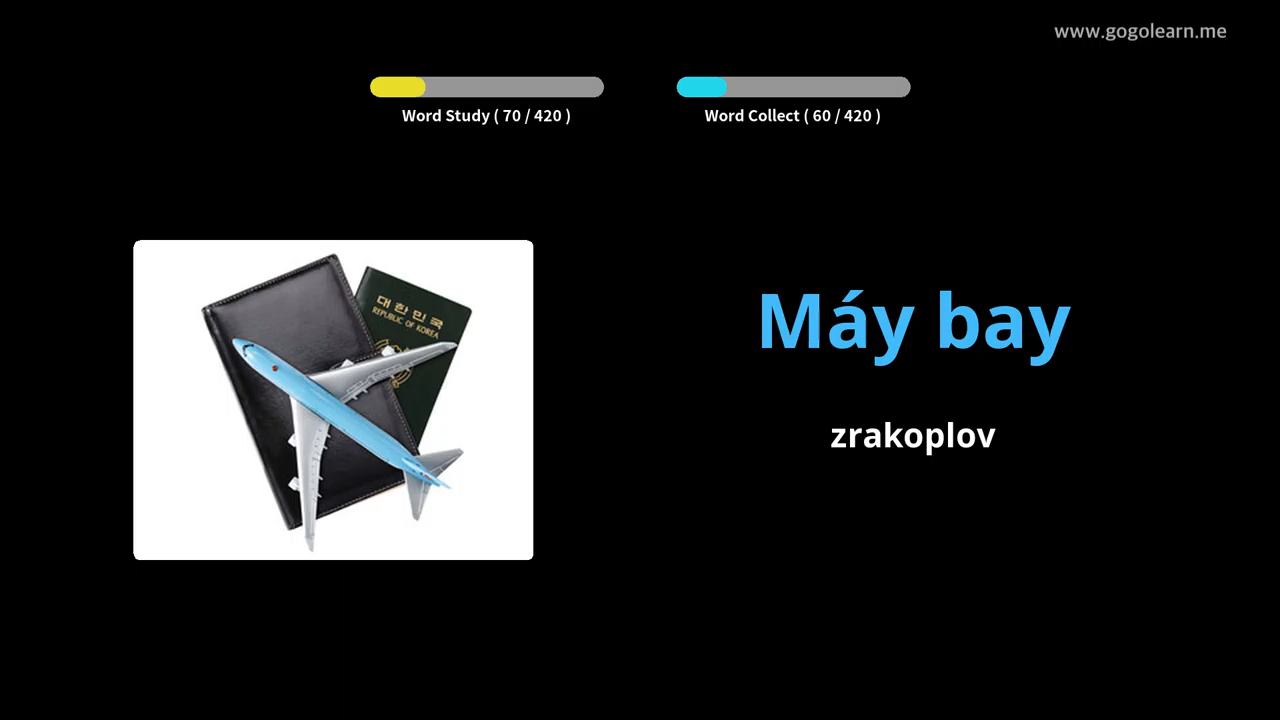 www.gogolearn.me
Word Study ( 70 / 420 )
Word Collect ( 60 / 420 )
대한민국
REPUBLIC OF KOREA
Máy bay
zrakoplov